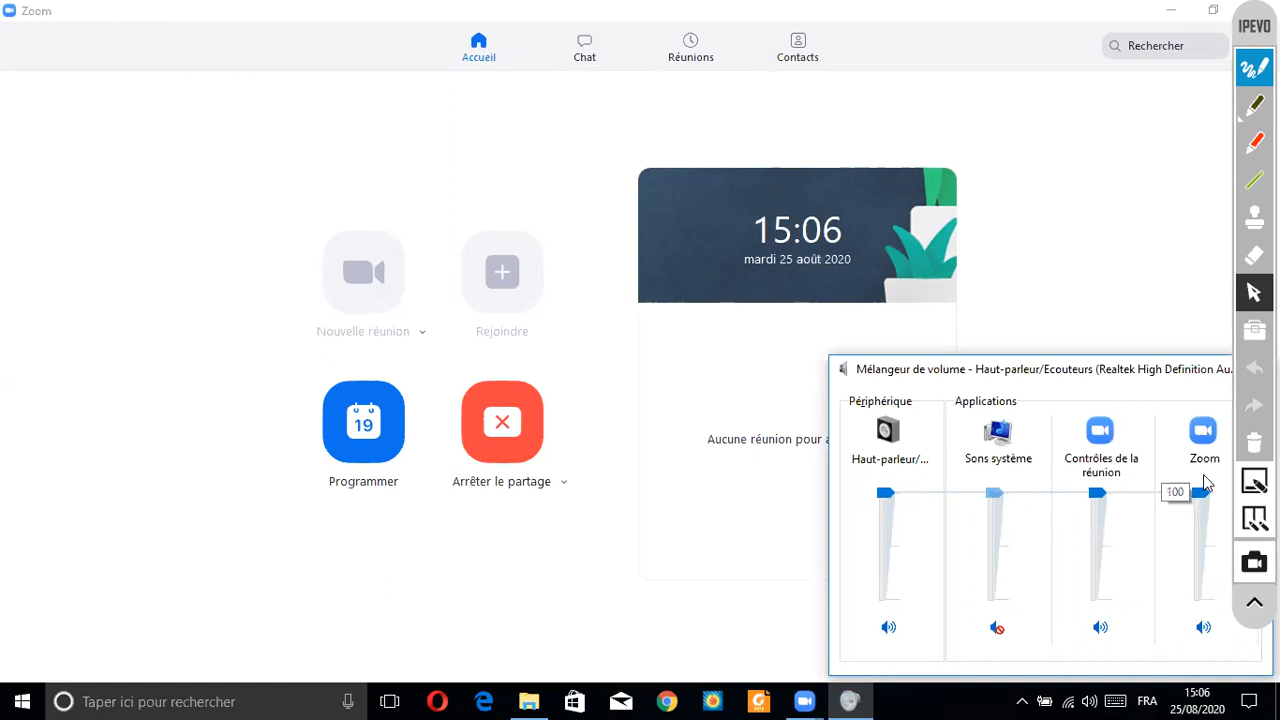 Zoom
Accueil
Chat
Réunions
Contacts
Rechercher
IPEVO
15:06
mardi 25 août 2020
Nouvelle réunion
Rejoindre
19
Programmer
Arrêter le partage
Aucune réunion pour a
Mélangeur de volume - Haut-parleur/Ecouteurs (Realtek High Definition Au...
Périphérique
Applications
Haut-parleur/...
Sons système
Contrôles de la
réunion
Zoom
100
Taper ici pour rechercher
FRA
15:06
25/08/2020